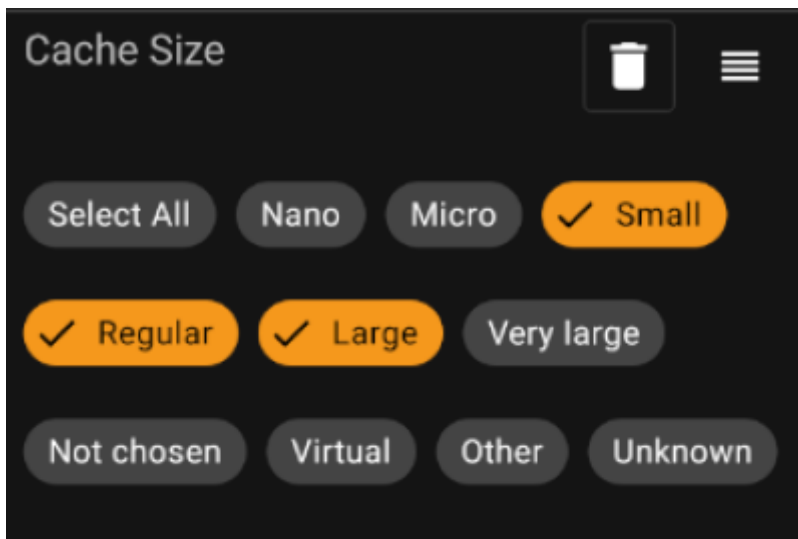 Cache Size
Select All Nano Micro Small
Regular Large Very large
Not chosen Virtual Other Unknown